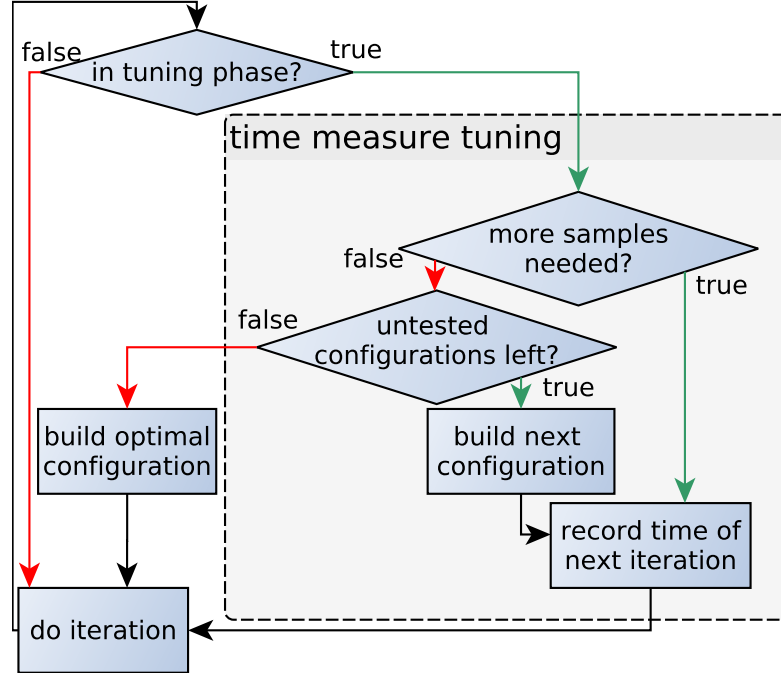 false
true
in tuning phase?
time measure tuning
more samples
needed?
false
true
false
untested
configurations left?
true
build optimal
configuration
build next
configuration
record time of
next iteration
do iteration